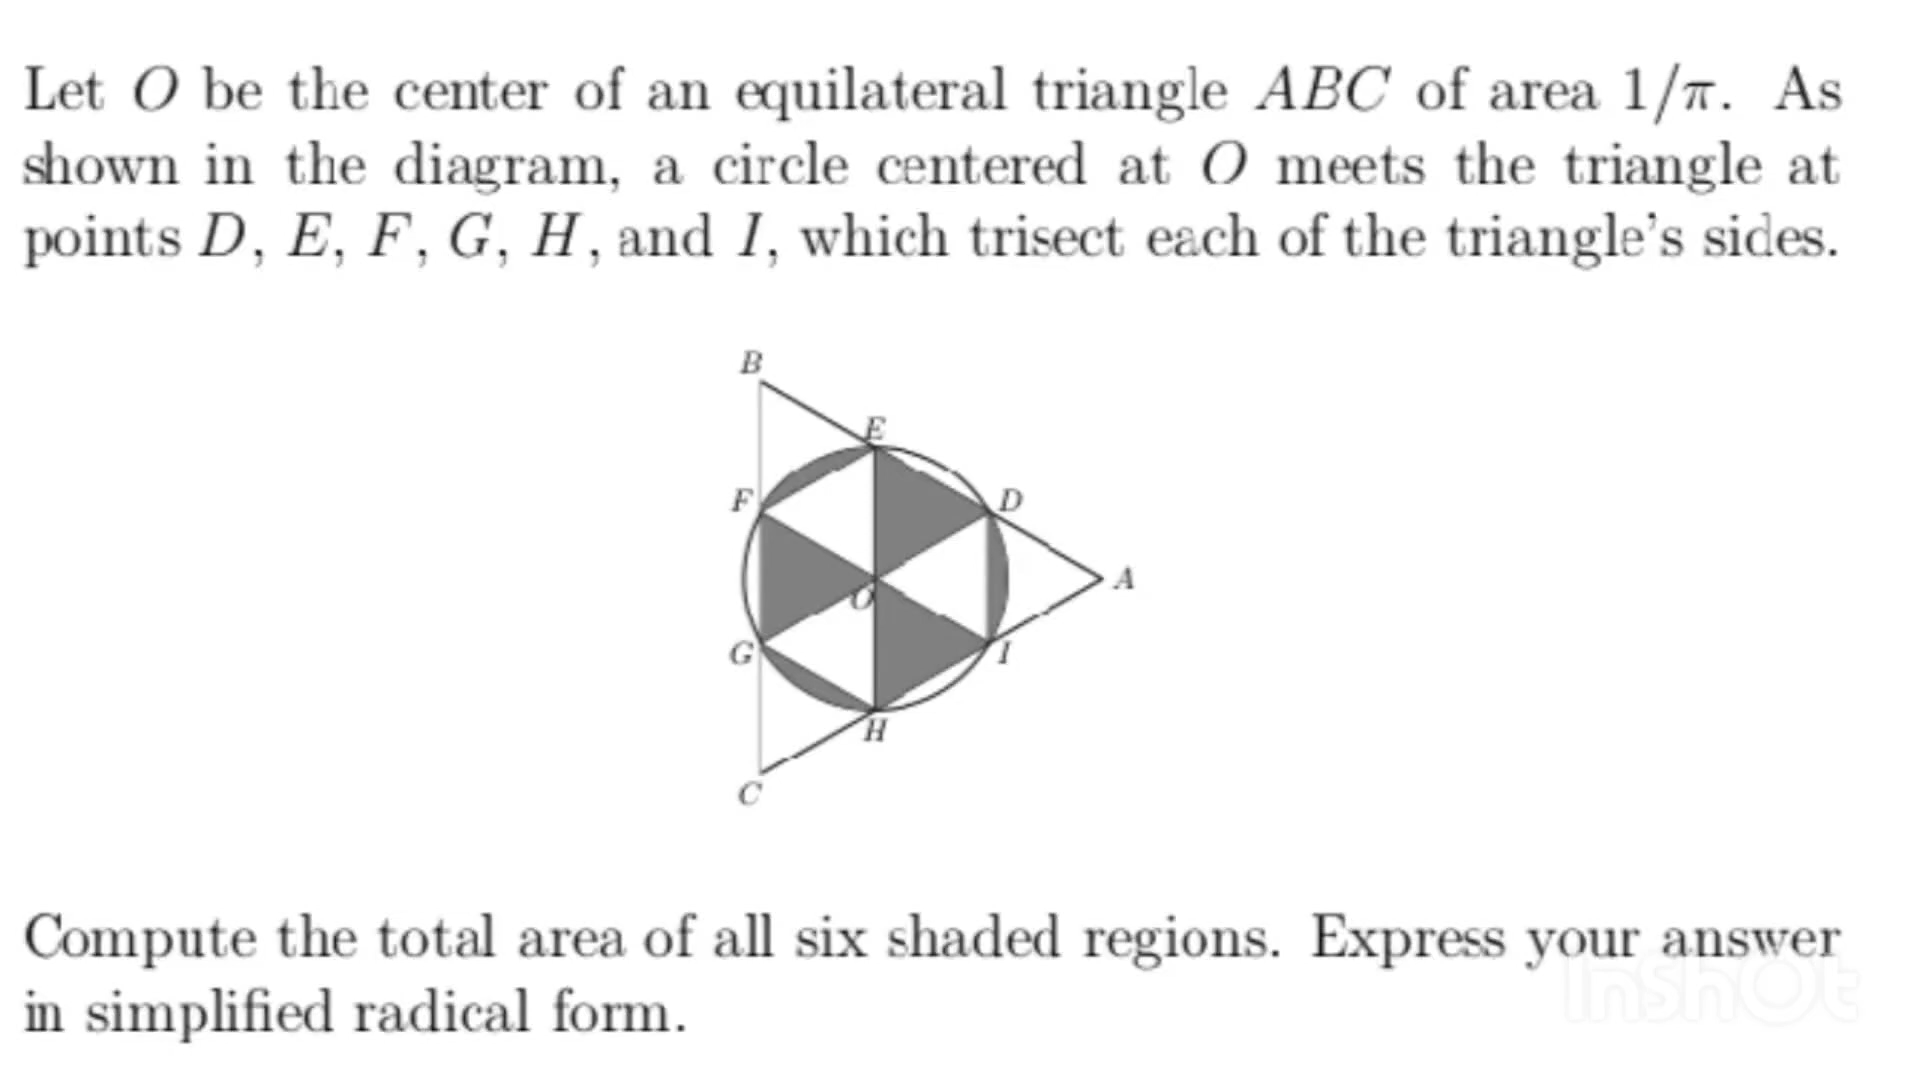 Let O be the center of an equilateral triangle ABC of area 1/π. As
shown in the diagram, a circle centered at O meets the triangle at
points D, E, F, G, H, and I, which trisect each of the triangle's sides.
B
E
F
D
A
O
G
I
H
C
Compute the total area of all six shaded regions. Express your answer
in simplified radical form.
InShOt